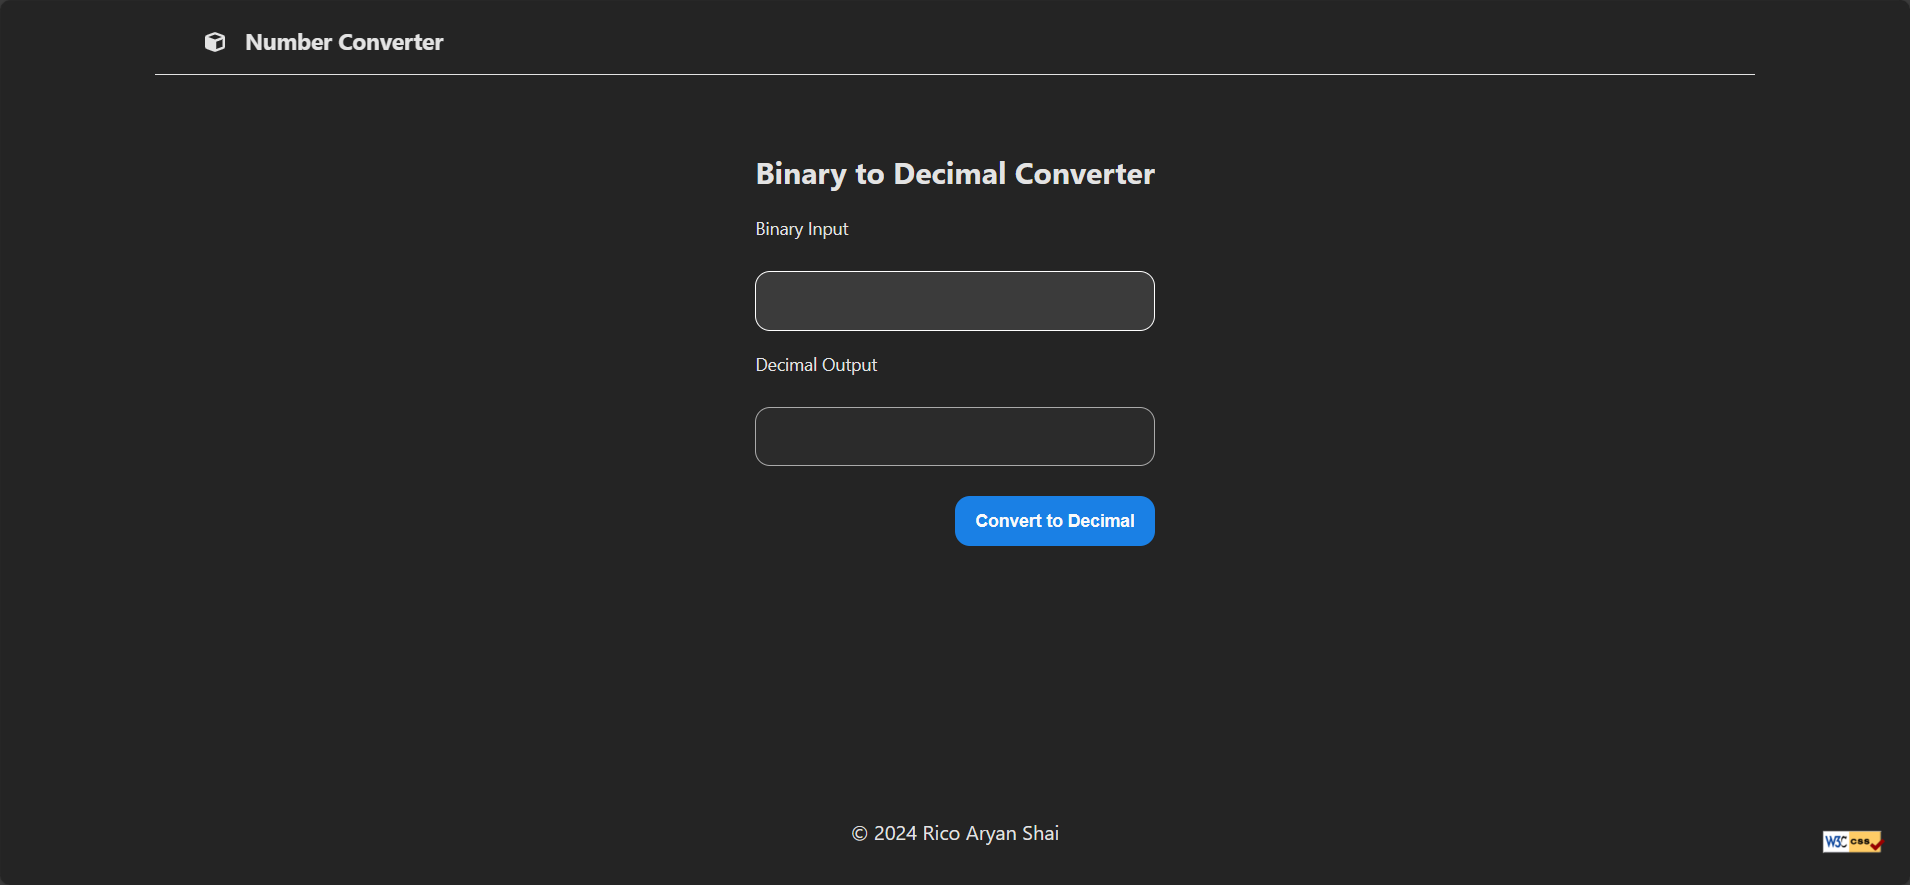 Number Converter
Binary to Decimal Converter
Binary Input
Decimal Output
Convert to Decimal
© 2024 Rico Aryan Shai
W3C css